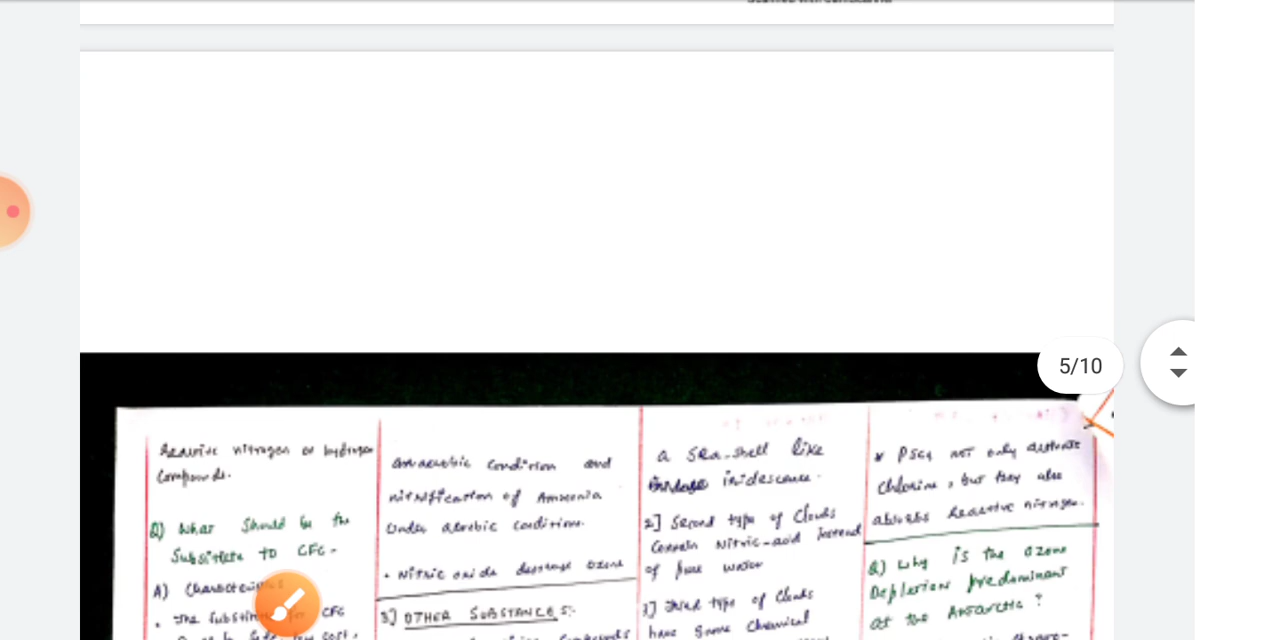 5/10
Reactive nitrogen or hydrogen
Compounds.
Q) What Should be the
Substitute to CFC -
A) Characteristics
• The Substitute for CFC
anaerobic Condition and
nitrification of Ammonia
Under aerobic conditions.
• Nitric oxide destroys Ozone
3] OTHER SUBSTANCES:-
a Sea-shell like
iridescence.
2] Second type of Clouds
Contain Nitric-acid Instead
of pure water
3] Third type of Clouds
have Same Chemical
* PSCs not only activate
chlorine, but they also
absorbs Reactive nitrogen.
Q) Why is the Ozone
Depletion predominant
at the Antarctic ?